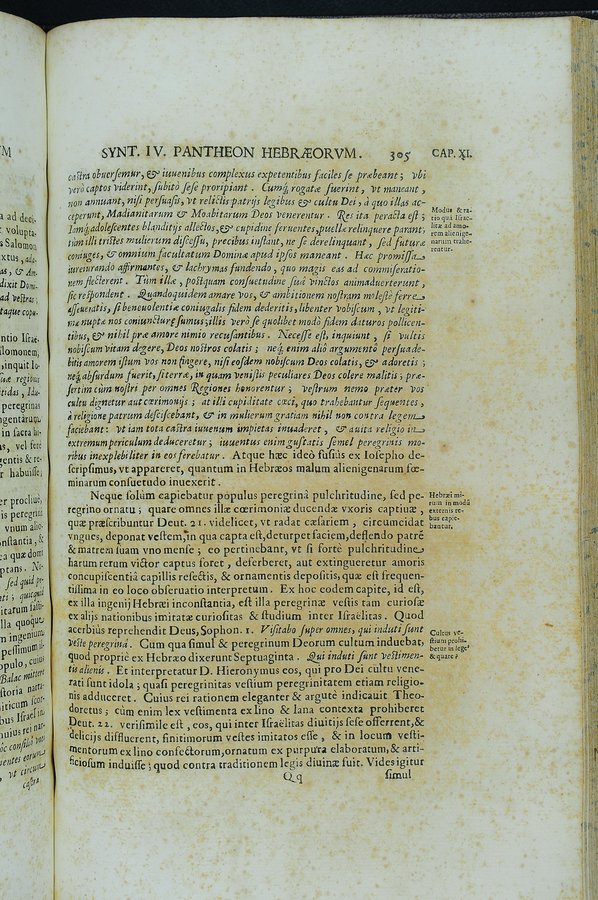 SYNT. IV. PANTHEON HEBRÆORVM. 305 CAP. XI.
castra obuersemur, & iuuenibus complexus expetentibus faciles se præbeant; vbi
verò captos viderint, subitò sese proripiant. Cumq; rogatæ fuerint, vt maneant,
non annuant, nisi persuasis, vt relictis patrijs legibus & cultu Dei, à quo illas ac-
ceperunt, Madianitarum & Moabitarum Deos venerentur. Res ita peracta est;
Iamq; adolescentes blanditijs allectos, & cupidine feruentes, puellæ relinquere parant;
tùm illi tristes mulierum discessu, precibus instant, ne se derelinquant, sed futuræ
coniuges, & omnium facultatum Dominæ apud ipsos maneant. Hæc promissa
iureiurando affirmantes, & lachrymas fundendo, quo magis eas ad commiseratio-
nem flecterent. Tùm illæ, postquam consuetudine suâ vinctos animaduerterunt,
sic respondent. Quandoquidem amare vos, & ambitionem nostram molestè ferre
asseueratis, si beneuolentiæ coniugalis fidem dederitis, libenter vobiscum, vt legiti-
mæ nuptæ nos coniuncturæ sumus; illis verò se quolibet modò fidem daturos pollicen-
tibus, & nihil præ amore nimio recusantibus. Necesse est, inquiunt, si vultis
nobiscum vitam degere, Deos nostros colatis; neq; enim alio argumento persuade-
bitis amorem istum vos non fingere, nisi eosdem nobiscum Deos colatis, & adoretis;
neq; absurdum fuerit, si terræ, in quam venistis peculiares Deos colere malitis; præ-
sertim cùm nostri per omnes Regiones honorentur; vestrum nemo præter vos
cultu dignetur aut cærimonijs; at illi cupiditate cæci, quo trahebantur sequentes,
à religione patrum desciscebant, & in mulierum gratiam nihil non contra legem
faciebant: vt iam tota castra iuuenum impietas inuaderet, & auita religio in
extremum periculum deduceretur; iuuentus enim gustatis semel peregrinis mo-
ribus inexplebiliter in eos ferebatur. Atque hæc ideò fusiùs ex Iosepho de-
scripsimus, vt appareret, quantum in Hebræos malum alienigenarum fœ-
minarum consuetudo inuexerit.
Neque solùm capiebatur populus peregrinâ pulchritudine, sed pe-
regrino ornatu; quare omnes illæ cœrimoniæ ducendæ vxoris captiuæ,
quæ præscribuntur Deut. 21. videlicet, vt radat cæsariem, circumcidat
vngues, deponat vestem, in qua capta est, deturpet faciem, deflendo patrē
& matrem suam vno mense; eo pertinebant, vt si fortè pulchritudine
harum rerum victor captus foret, deferberet, aut extingueretur amoris
concupiscentiâ capillis resectis, & ornamentis depositis, quæ est frequen-
tissima in eo loco obseruatio interpretum. Ex hoc eodem capite, id est,
ex illa ingenij Hebræi inconstantia, est illa peregrinæ vestis tam curiosæ
ex alijs nationibus imitatæ curiositas & studium inter Israelitas. Quod
acerbiùs reprehendit Deus, Sophon. 1. Visitabo super omnes, qui induti sunt
veste peregrinâ. Cum qua simul & peregrinum Deorum cultum induebat,
quod propriè ex Hebræo dixerunt Septuaginta. Qui induti sunt vestimen-
tis alienis. Et interpretatur D. Hieronymus eos, qui pro Dei cultu vene-
rati sunt idola; quasi peregrinitas vestium peregrinitatem etiam religio-
nis adduceret. Cuius rei rationem eleganter & argutè indicauit Theo-
doretus; cùm enim lex vestimenta ex lino & lana contexta prohiberet
Deut. 22. verisimile est, eos, qui inter Israëlitas diuitijs sese offerrent, &
delicijs diffluerent, finitimorum vestes imitatos esse, & in locum vesti-
mentorum ex lino confectorum, ornatum ex purpura elaboratum, & arti-
ficiosum induisse; quod contra traditionem legis diuinæ fuit. Vides igitur
Qq simul
Modus & ra-
tio quâ Israe-
litæ ad amo-
rem alienige-
narum trahe-
rentur.
Hebræi mi-
rum in modū
externis re-
bus capie-
bantur.
Cultus ve-
stium prohi-
betur in lege
& quare?